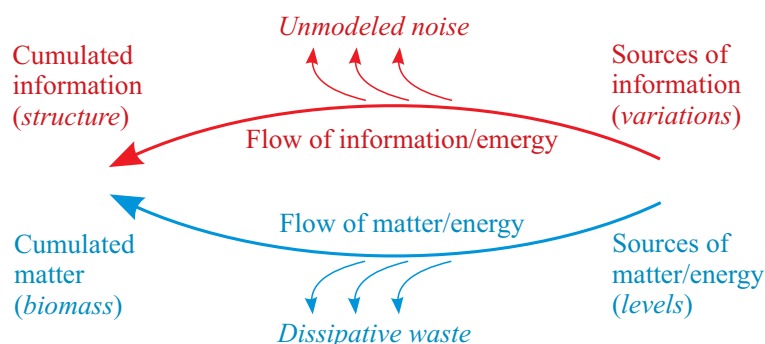 Unmodeled noise
Cumulated
information
(structure)
Sources of
information
(variations)
Flow of information/emergy
Flow of matter/energy
Cumulated
matter
(biomass)
Sources of
matter/energy
(levels)
Dissipative waste